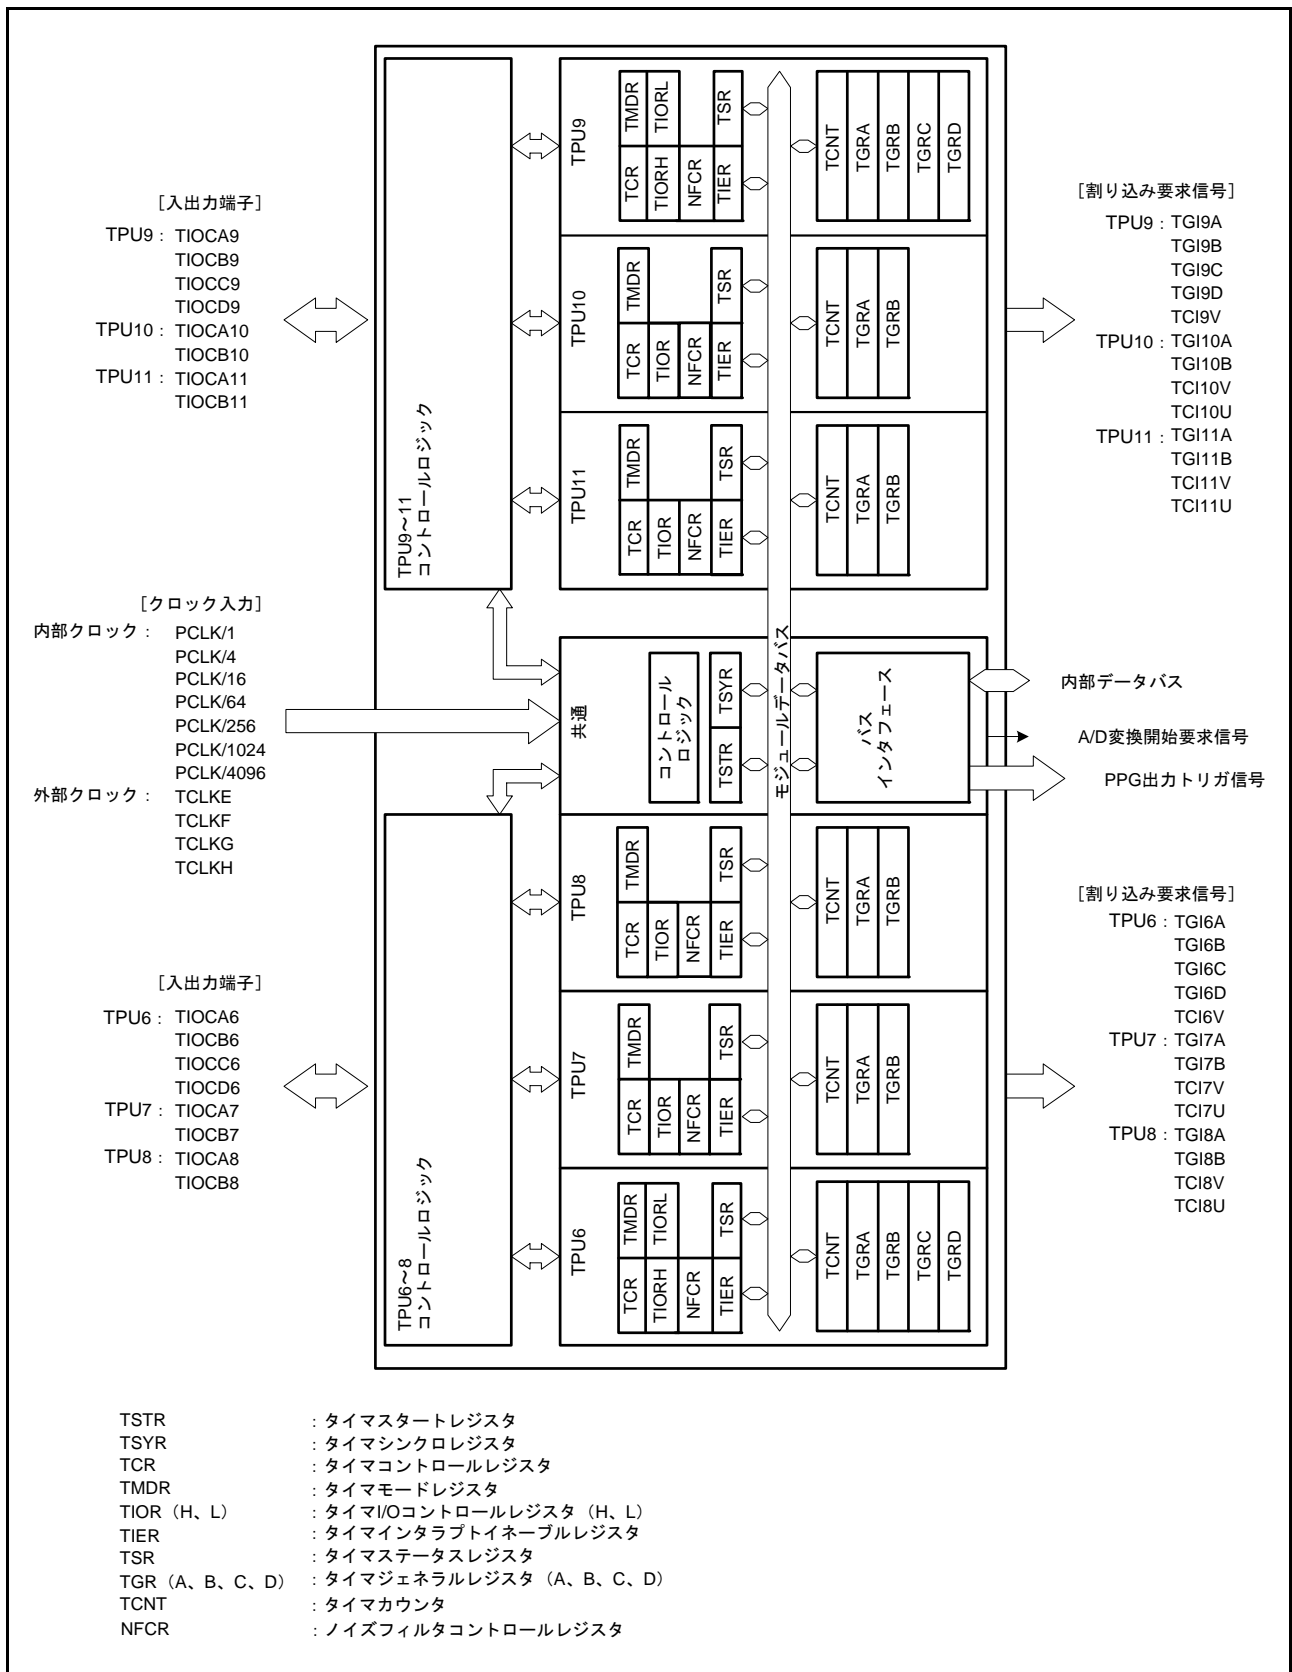 [入出力端子]
TPU9 : TIOCA9
TIOCB9
TIOCC9
TIOCD9
TPU10 : TIOCA10
TIOCB10
TPU11 : TIOCA11
TIOCB11
[クロック入力]
内部クロック : PCLK/1
PCLK/4
PCLK/16
PCLK/64
PCLK/256
PCLK/1024
PCLK/4096
外部クロック : TCLKE
TCLKF
TCLKG
TCLKH
[入出力端子]
TPU6 : TIOCA6
TIOCB6
TIOCC6
TIOCD6
TPU7 : TIOCA7
TIOCB7
TPU8 : TIOCA8
TIOCB8
TPU9～11
コントロールロジック
TPU6～8
コントロールロジック
TPU9
TCR
TMDR
TIORH
TIORL
NFCR
TIER
TSR
TCNT
TGRA
TGRB
TGRC
TGRD
TPU10
TCR
TMDR
TIOR
NFCR
TIER
TSR
TCNT
TGRA
TGRB
TPU11
TCR
TMDR
TIOR
NFCR
TIER
TSR
TCNT
TGRA
TGRB
共通
コントロール
ロジック
TSTR
TSYR
モジュールデータバス
バス
インタフェース
TPU8
TCR
TMDR
TIOR
NFCR
TIER
TSR
TCNT
TGRA
TGRB
TPU7
TCR
TMDR
TIOR
NFCR
TIER
TSR
TCNT
TGRA
TGRB
TPU6
TCR
TMDR
TIORH
TIORL
NFCR
TIER
TSR
TCNT
TGRA
TGRB
TGRC
TGRD
[割り込み要求信号]
TPU9 : TGI9A
TGI9B
TGI9C
TGI9D
TCI9V
TPU10 : TGI10A
TGI10B
TCI10V
TCI10U
TPU11 : TGI11A
TGI11B
TCI11V
TCI11U
内部データバス
A/D変換開始要求信号
PPG出力トリガ信号
[割り込み要求信号]
TPU6 : TGI6A
TGI6B
TGI6C
TGI6D
TCI6V
TPU7 : TGI7A
TGI7B
TCI7V
TCI7U
TPU8 : TGI8A
TGI8B
TCI8V
TCI8U
TSTR : タイマスタートレジスタ
TSYR : タイマシンクロレジスタ
TCR : タイマコントロールレジスタ
TMDR : タイマモードレジスタ
TIOR（H、L） : タイマI/Oコントロールレジスタ（H、L）
TIER : タイマインタラプトイネーブルレジスタ
TSR : タイマステータスレジスタ
TGR（A、B、C、D） : タイマジェネラルレジスタ（A、B、C、D）
TCNT : タイマカウンタ
NFCR : ノイズフィルタコントロールレジスタ